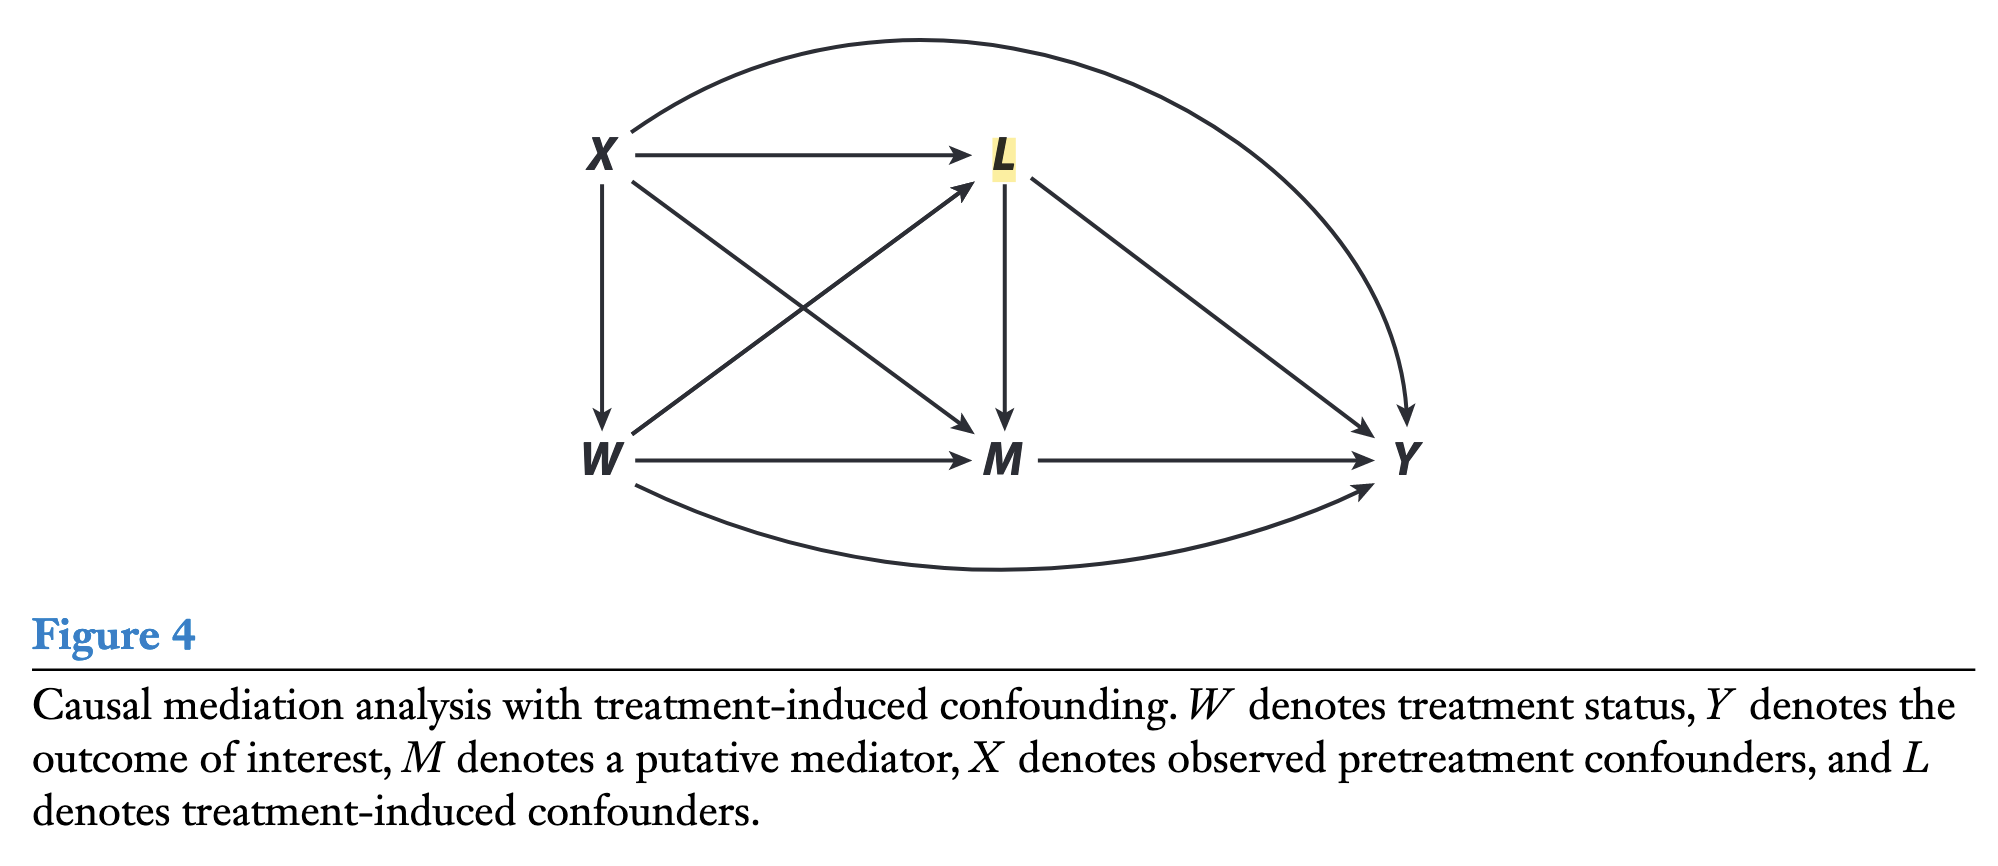 X
L
W
M
Y
Figure 4
Causal mediation analysis with treatment-induced confounding. W denotes treatment status, Y denotes the
outcome of interest, M denotes a putative mediator, X denotes observed pretreatment confounders, and L
denotes treatment-induced confounders.